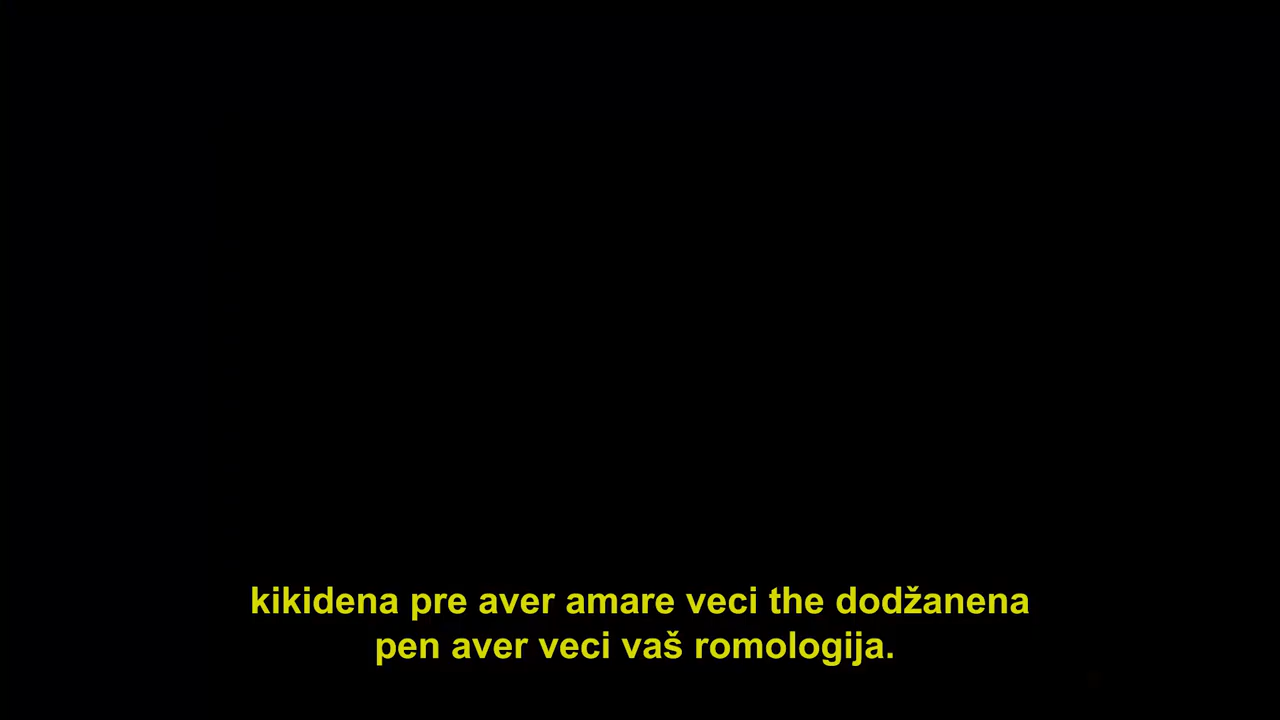 kikidena pre aver amare veci the dodžanena
pen aver veci vaš romologija.